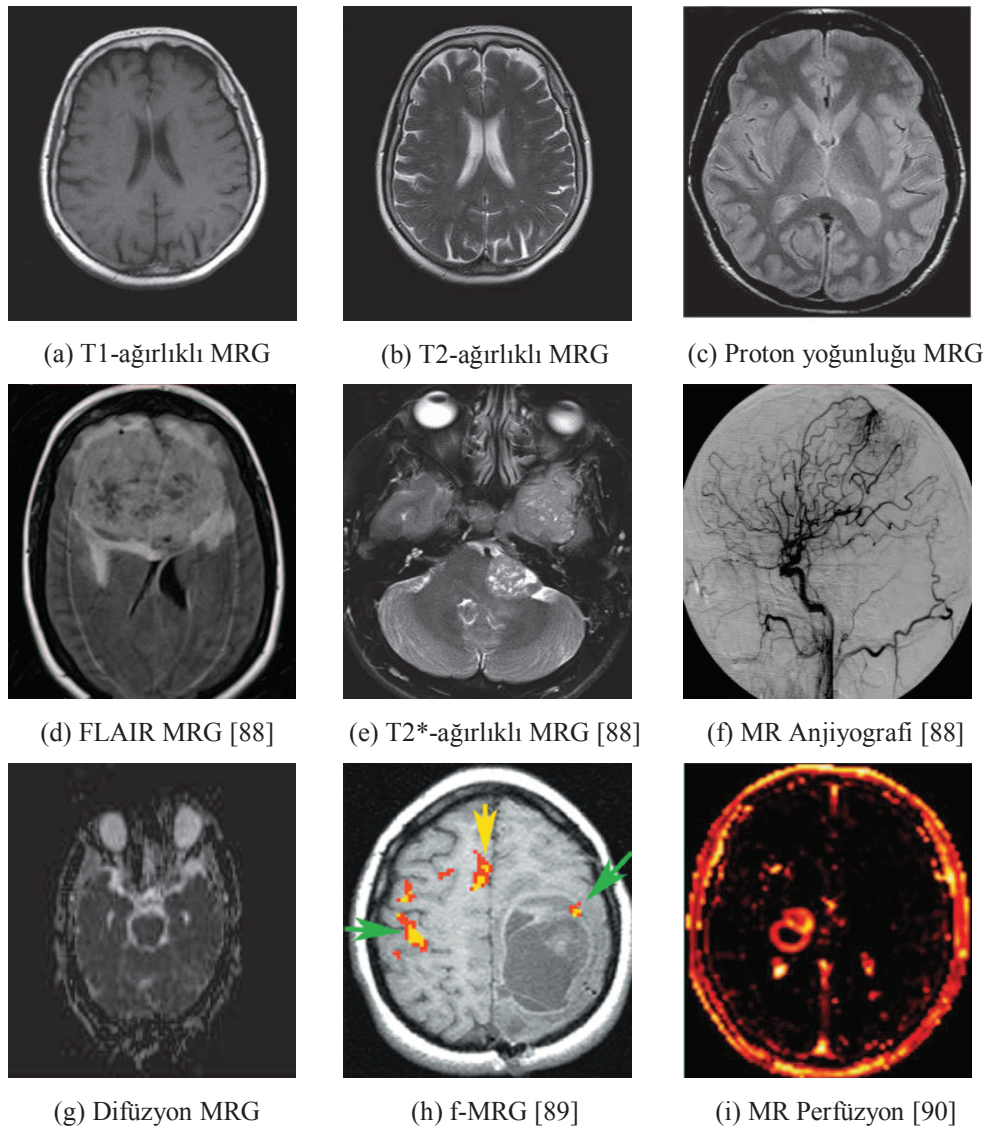 (a) T1-ağırlıklı MRG
(b) T2-ağırlıklı MRG
(c) Proton yoğunluğu MRG
(d) FLAIR MRG [88]
(e) T2*-ağırlıklı MRG [88]
(f) MR Anjiyografi [88]
(g) Difüzyon MRG
(h) f-MRG [89]
(i) MR Perfüzyon [90]